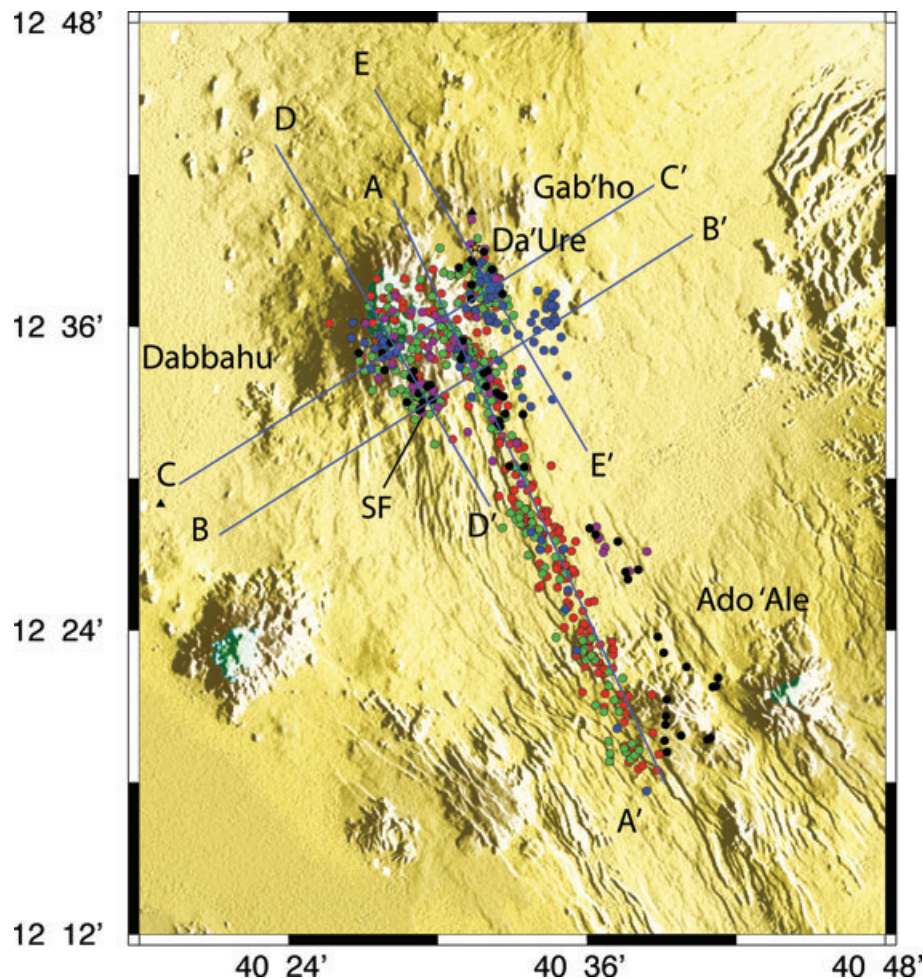 12 48’
E
D
A
Gab’ho
C’
Da’Ure
B’
12 36’
Dabbahu
C
E’
SF
B
D’
Ado ‘Ale
12 24’
A’
12 12’
40 24’
40 36’
40 48’